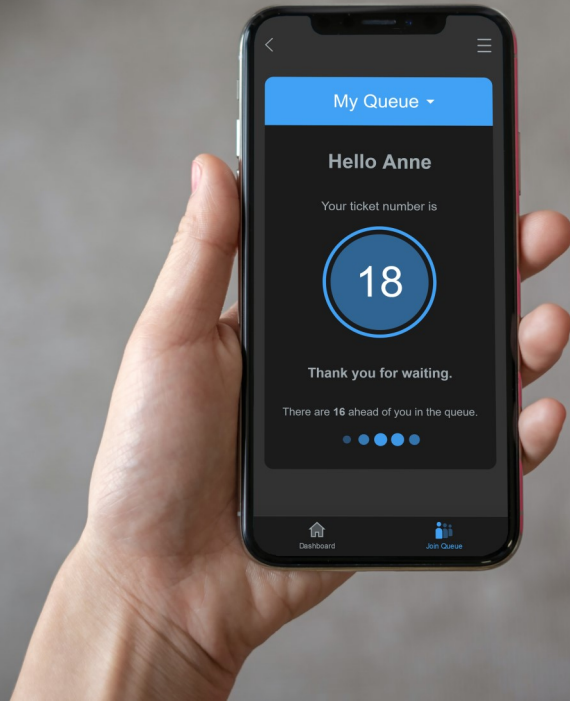 My Queue
Hello Anne
Your ticket number is
18
Thank you for waiting.
There are 16 ahead of you in the queue.
Dashboard
Join Queue